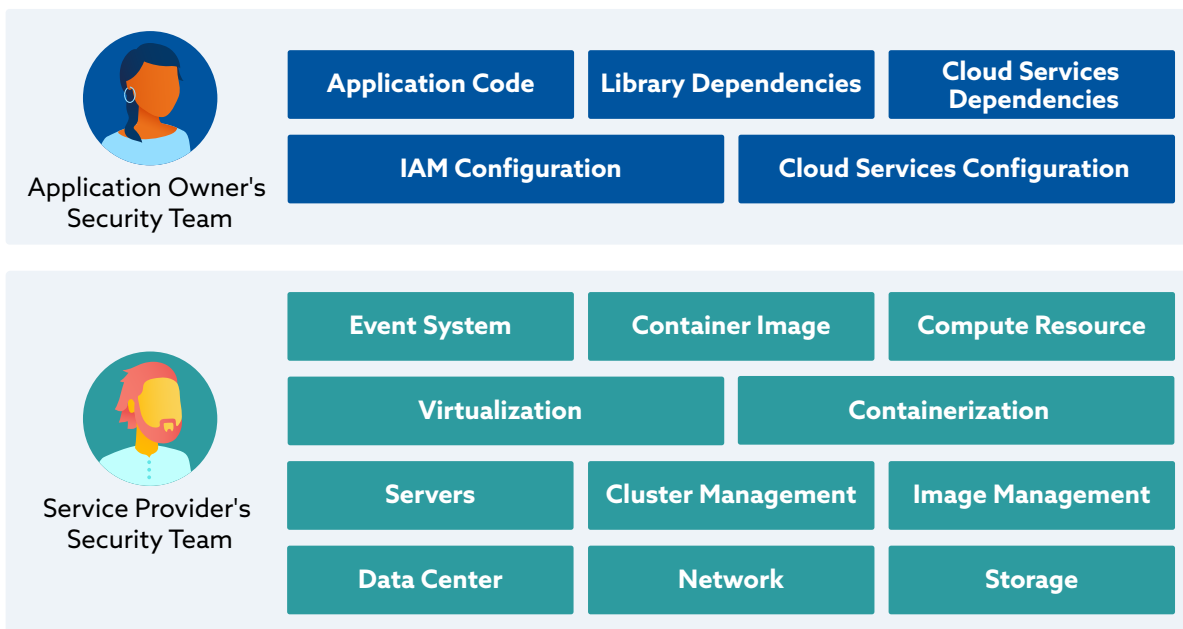 Application Owner's
Security Team
Application Code
Library Dependencies
Cloud Services
Dependencies
IAM Configuration
Cloud Services Configuration
Service Provider's
Security Team
Event System
Container Image
Compute Resource
Virtualization
Containerization
Servers
Cluster Management
Image Management
Data Center
Network
Storage